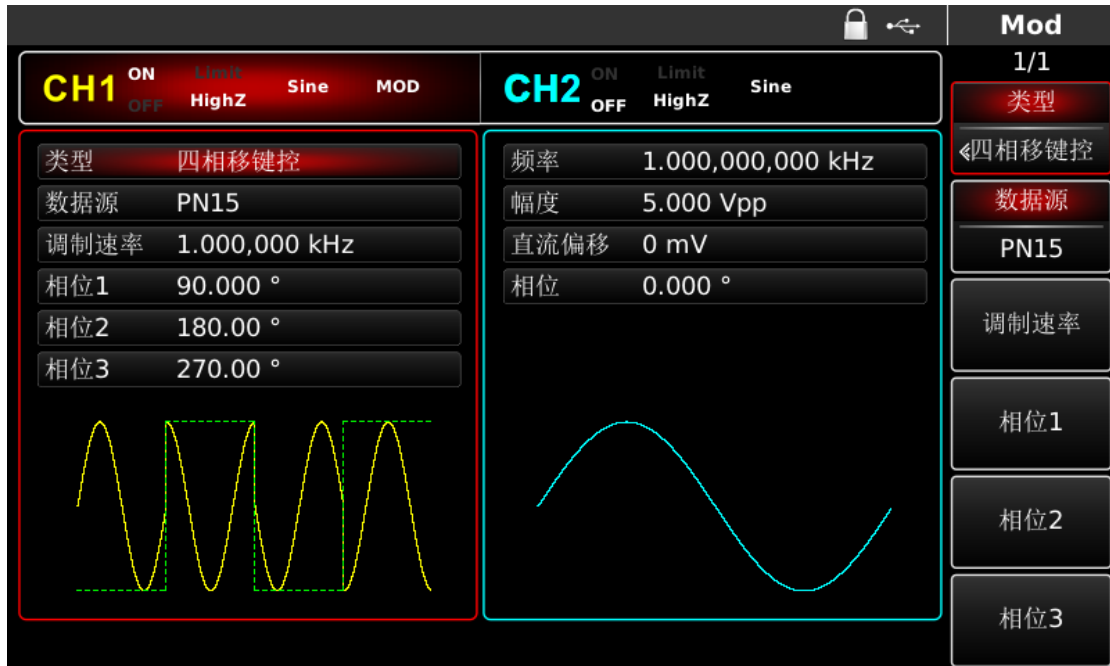 Mod
1/1
CH1 ON OFF Limit HighZ Sine MOD
CH2 ON OFF Limit HighZ Sine
类型 四相移键控
数据源 PN15
调制速率 1.000,000 kHz
相位1 90.000 °
相位2 180.00 °
相位3 270.00 °
频率 1.000,000,000 kHz
幅度 5.000 Vpp
直流偏移 0 mV
相位 0.000 °
类型
«四相移键控
数据源
PN15
调制速率
相位1
相位2
相位3